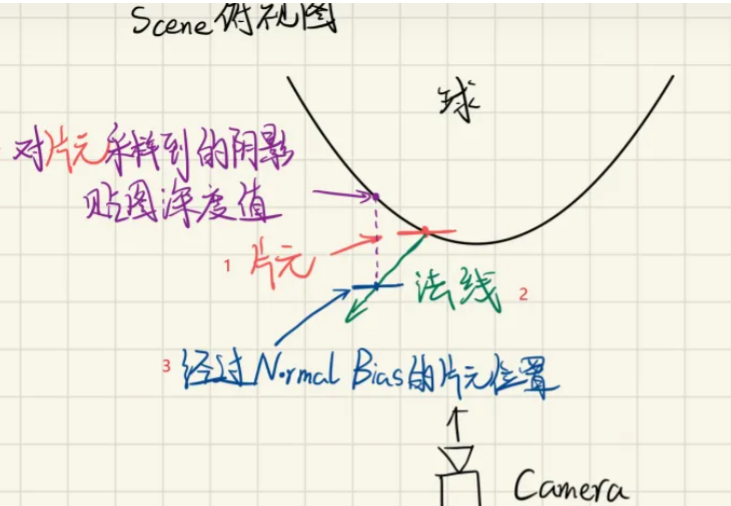 Scene俯视图
球
对片元采样到的阴影
贴图深度值
1 片元
法线 2
3 经过Normal Bias的片元位置
Camera